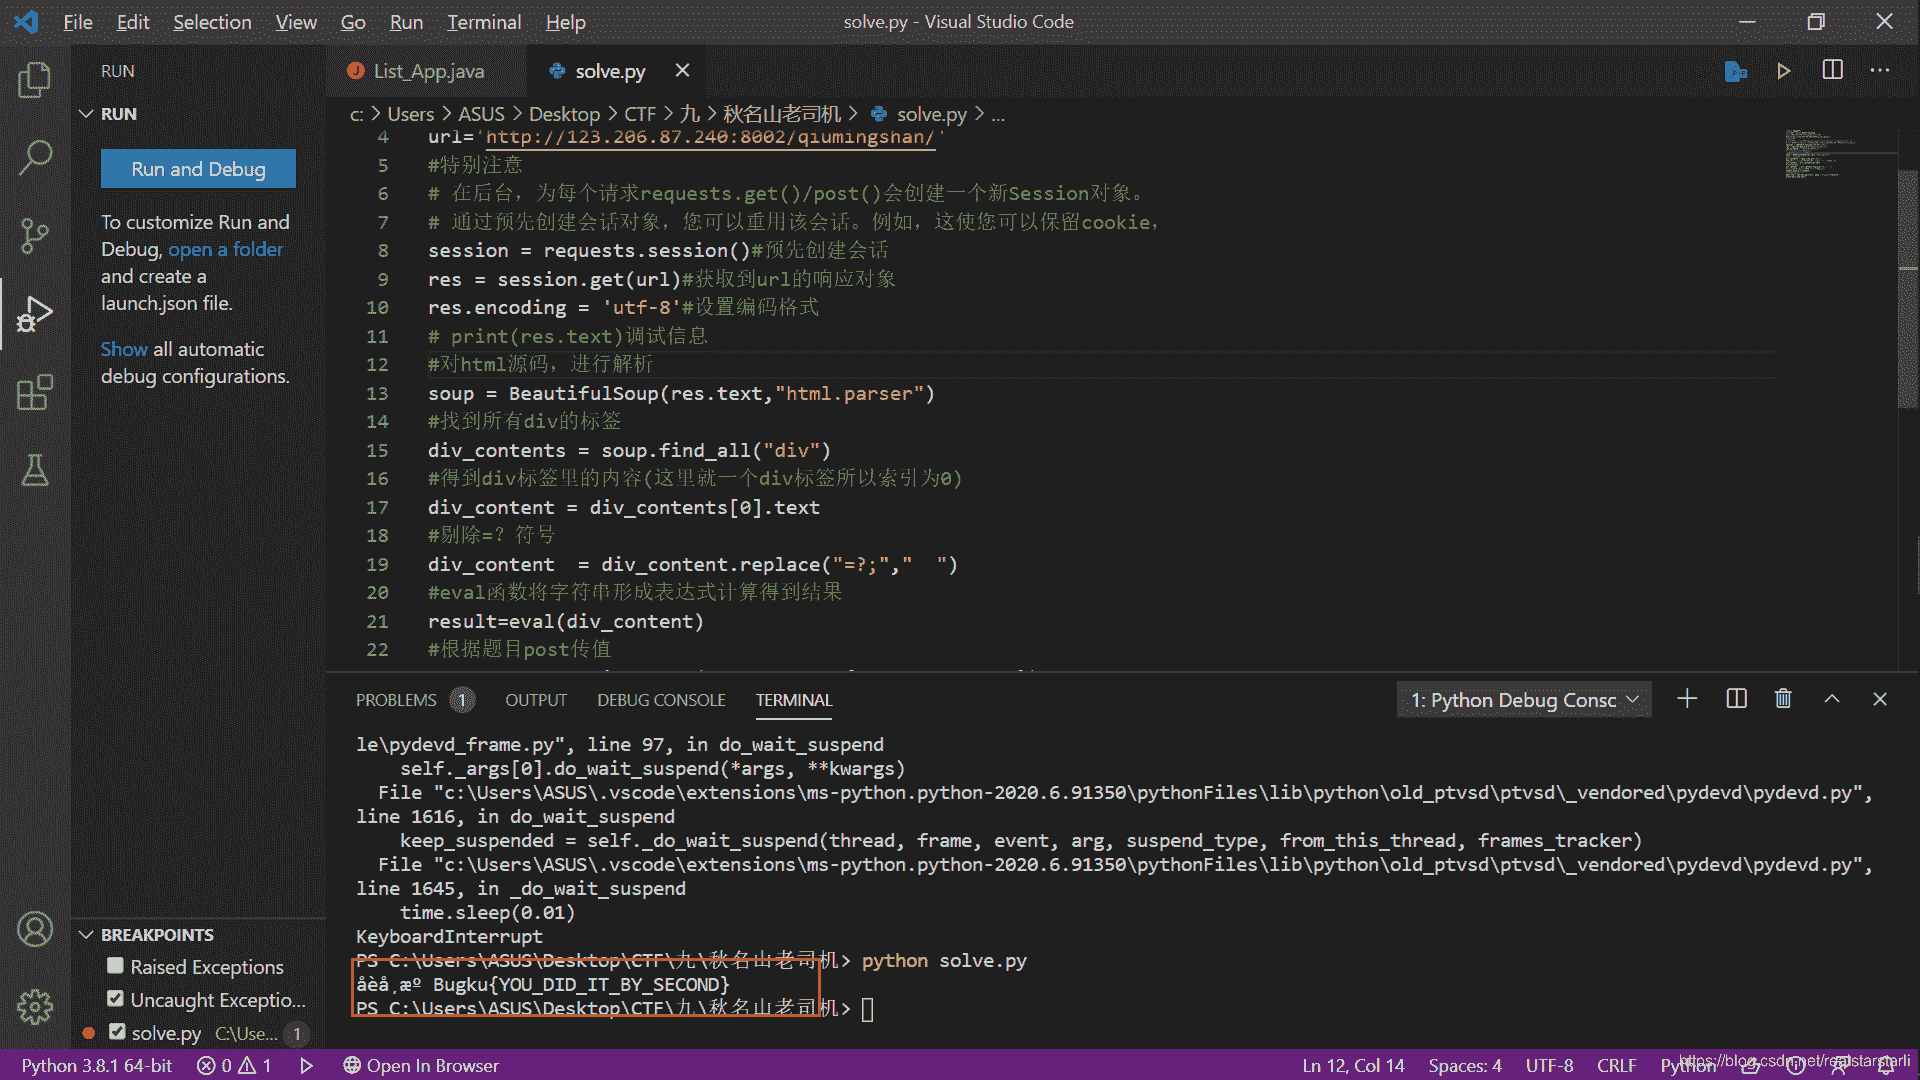 File Edit Selection View Go Run Terminal Help
solve.py - Visual Studio Code
RUN
List_App.java
solve.py
RUN
c: > Users > ASUS > Desktop > CTF > 九 > 秋名山老司机 > solve.py > ...
Run and Debug
To customize Run and
Debug, open a folder
and create a
launch.json file.
Show all automatic
debug configurations.
4 url='http://123.206.87.240:8002/qiumingshan/'
5 #特别注意
6 # 在后台，为每个请求requests.get()/post()会创建一个新Session对象。
7 # 通过预先创建会话对象，您可以重用该会话。例如，这使您可以保留cookie，
8 session = requests.session()#预先创建会话
9 res = session.get(url)#获取到url的响应对象
10 res.encoding = 'utf-8'#设置编码格式
11 # print(res.text)调试信息
12 #对html源码，进行解析
13 soup = BeautifulSoup(res.text,"html.parser")
14 #找到所有div的标签
15 div_contents = soup.find_all("div")
16 #得到div标签里的内容(这里就一个div标签所以索引为0)
17 div_content = div_contents[0].text
18 #剔除=？符号
19 div_content  = div_content.replace("=?;","  ")
20 #eval函数将字符串形成表达式计算得到结果
21 result=eval(div_content)
22 #根据题目post传值
PROBLEMS 1 OUTPUT DEBUG CONSOLE TERMINAL
1: Python Debug Consc
le\pydevd_frame.py", line 97, in do_wait_suspend
self._args[0].do_wait_suspend(*args, **kwargs)
File "c:\Users\ASUS\.vscode\extensions\ms-python.python-2020.6.91350\pythonFiles\lib\python\old_ptvsd\ptvsd\_vendored\pydevd\pydevd.py",
line 1616, in do_wait_suspend
keep_suspended = self._do_wait_suspend(thread, frame, event, arg, suspend_type, from_this_thread, frames_tracker)
File "c:\Users\ASUS\.vscode\extensions\ms-python.python-2020.6.91350\pythonFiles\lib\python\old_ptvsd\ptvsd\_vendored\pydevd\pydevd.py",
line 1645, in _do_wait_suspend
time.sleep(0.01)
KeyboardInterrupt
PS C:\Users\ASUS\Desktop\CTF\九\秋名山老司机> python solve.py
åèå¸æº Bugku{YOU_DID_IT_BY_SECOND}
PS C:\Users\ASUS\Desktop\CTF\九\秋名山老司机>
BREAKPOINTS
Raised Exceptions
Uncaught Exceptio...
solve.py C:\Use... 1
Python 3.8.1 64-bit 0 1 Open In Browser
Ln 12, Col 14 Spaces: 4 UTF-8 CRLF Python
https://blog.csdn.net/realstarstarli